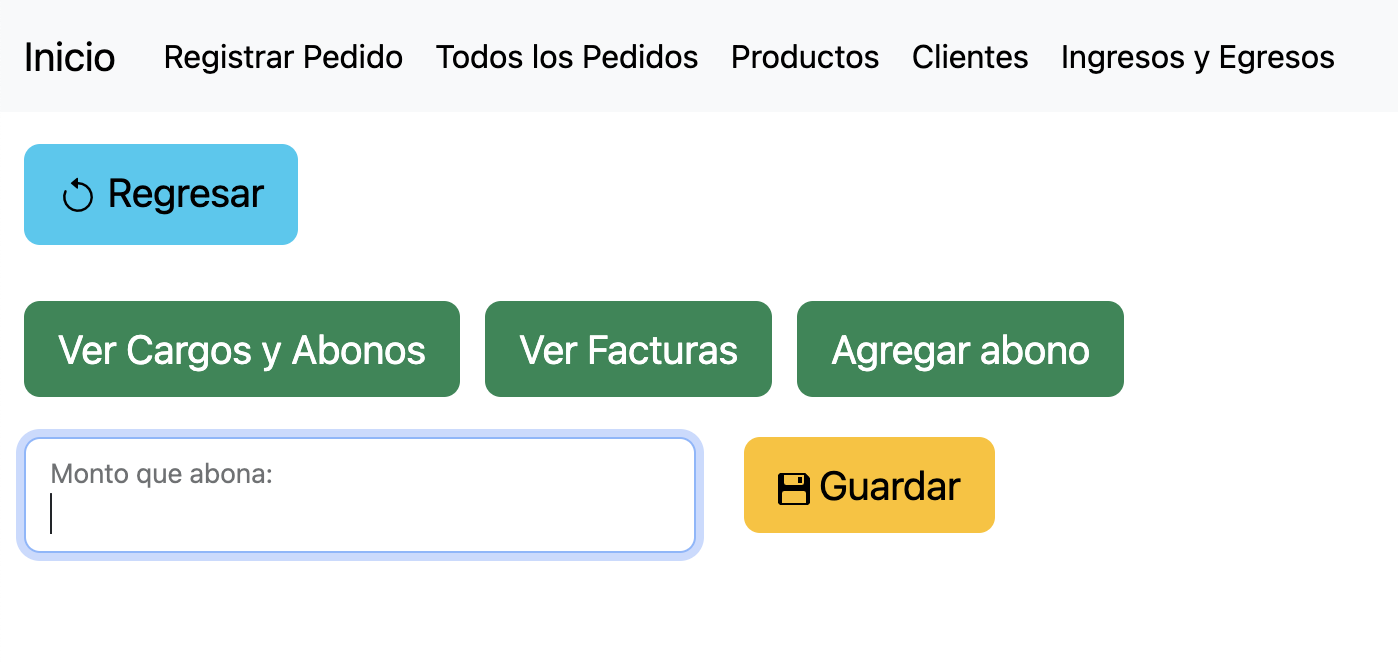 Inicio Registrar Pedido Todos los Pedidos Productos Clientes Ingresos y Egresos
Regresar
Ver Cargos y Abonos Ver Facturas Agregar abono
Monto que abona:
Guardar